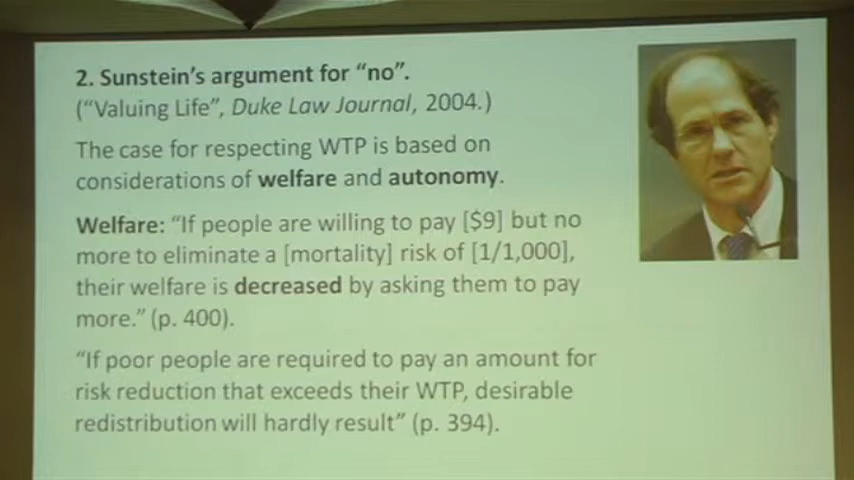 2. Sunstein's argument for "no".
("Valuing Life", Duke Law Journal, 2004.)
The case for respecting WTP is based on
considerations of welfare and autonomy.
Welfare: "If people are willing to pay [$9] but no
more to eliminate a [mortality] risk of [1/1,000],
their welfare is decreased by asking them to pay
more." (p. 400).
"If poor people are required to pay an amount for
risk reduction that exceeds their WTP, desirable
redistribution will hardly result" (p. 394).